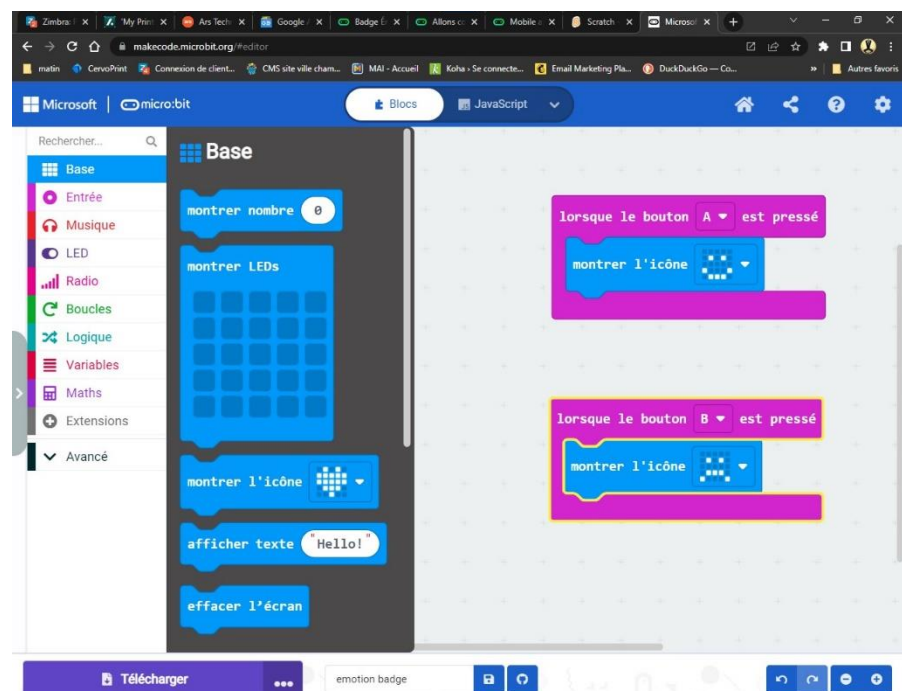 Zimbra:
'My Prin
Ars Tech
Google
Badge É
Allons c
Mobile
Scratch
Microsof
makecode.microbit.org/#editor
matin
CervoPrint
Connexion de client...
CMS site ville cham...
MAI - Accueil
Koha › Se connecte...
Email Marketing Pla...
DuckDuckGo — Co...
»
Autres favoris
Microsoft | micro:bit
Blocs
JavaScript
Rechercher...
Base
Entrée
Musique
LED
Radio
Boucles
Logique
Variables
Maths
Extensions
Avancé
Base
montrer nombre 0
montrer LEDs
montrer l'icône
afficher texte "Hello!"
effacer l'écran
lorsque le bouton A est pressé
montrer l'icône
lorsque le bouton B est pressé
montrer l'icône
Télécharger
...
emotion badge